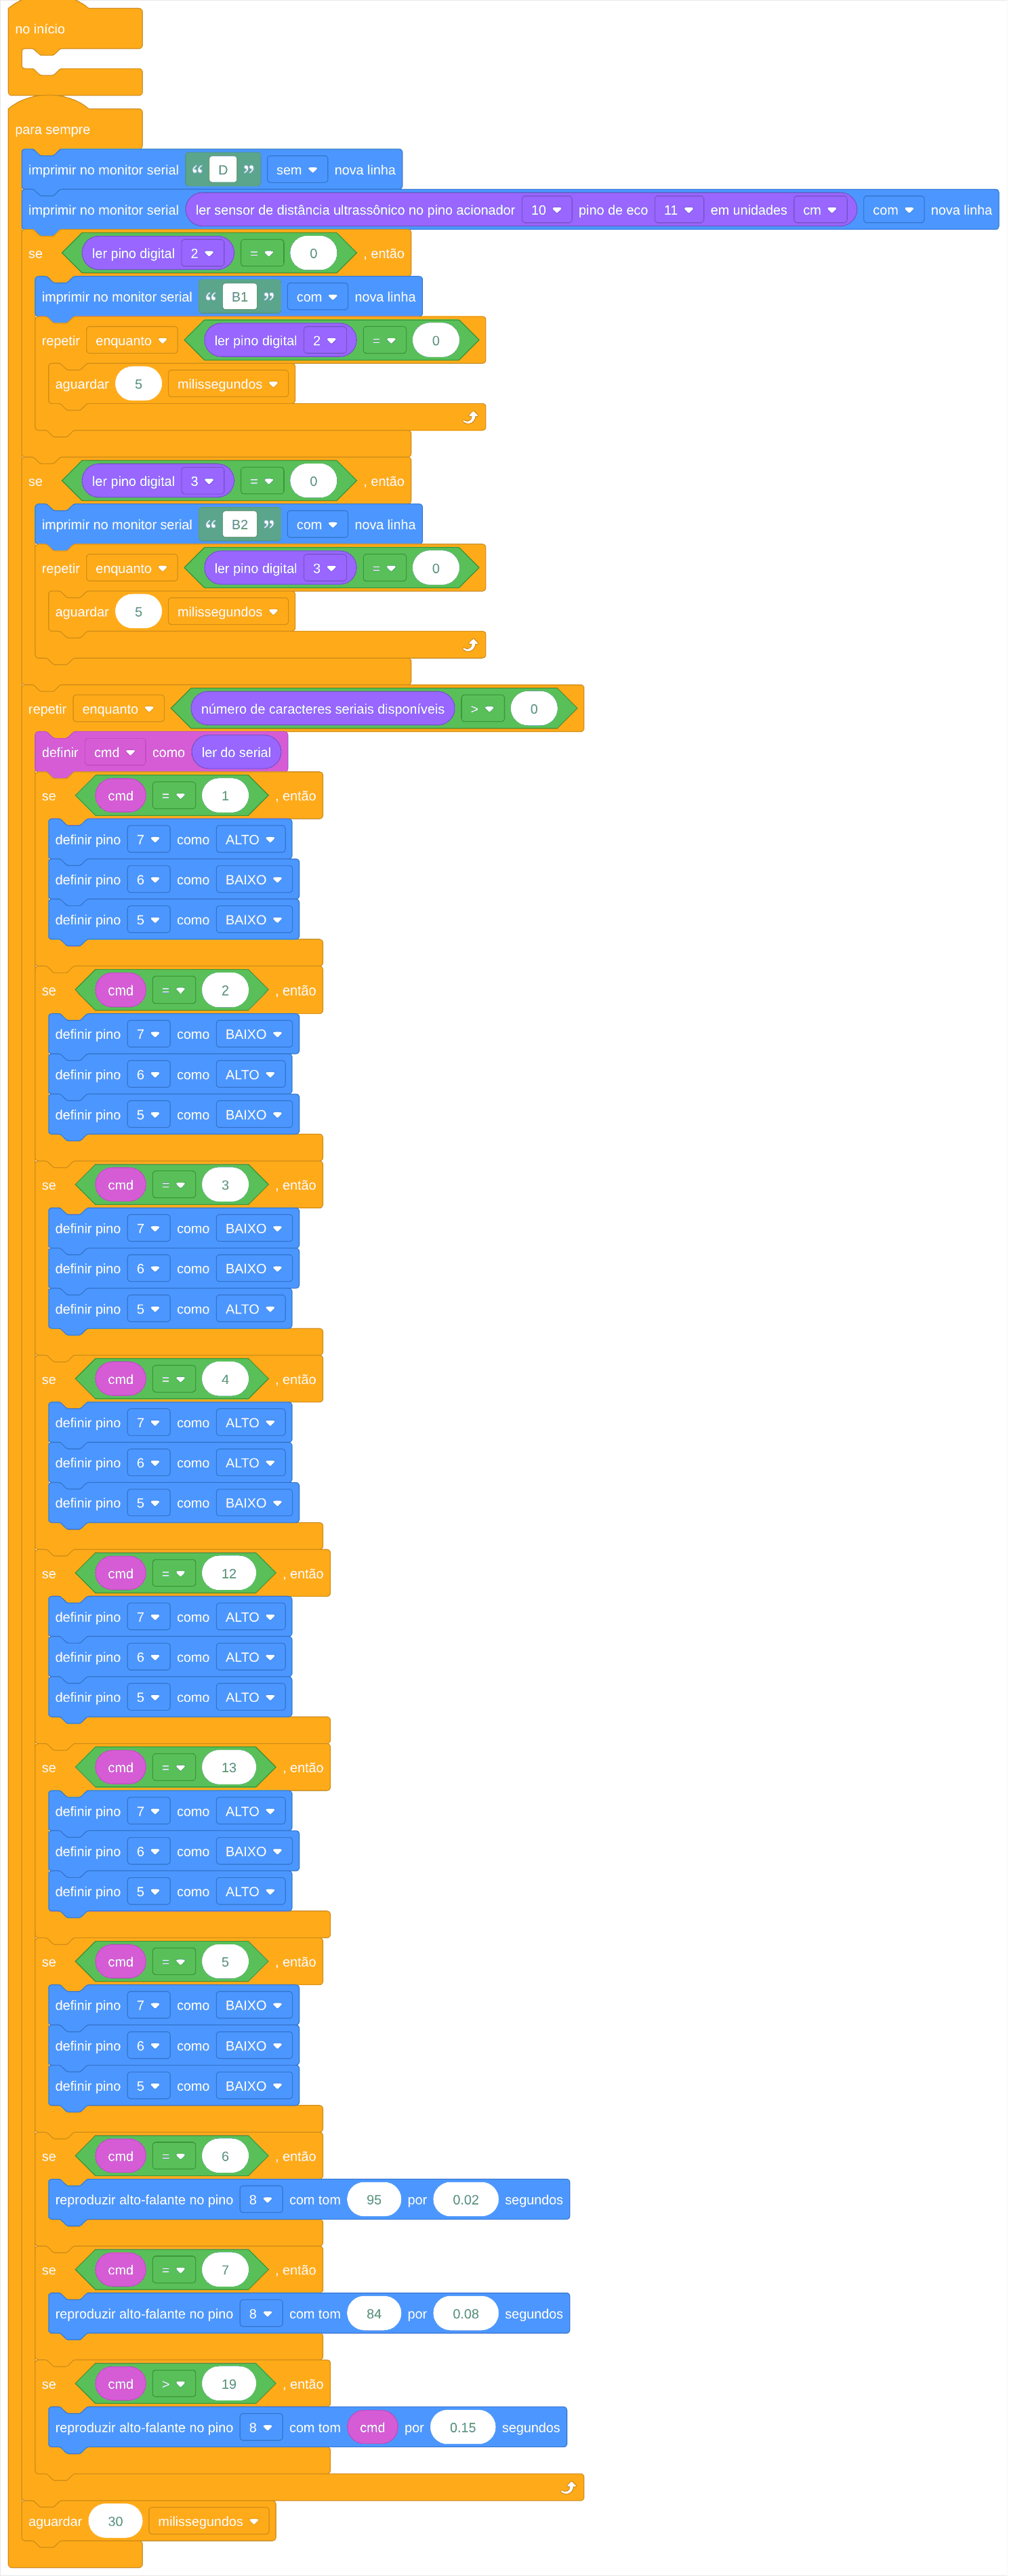 no início
para sempre
imprimir no monitor serial “ D ” sem nova linha
imprimir no monitor serial ler sensor de distância ultrassônico no pino acionador 10 pino de eco 11 em unidades cm com nova linha
se ler pino digital 2 = 0 , então
imprimir no monitor serial “ B1 ” com nova linha
repetir enquanto ler pino digital 2 = 0
aguardar 5 milissegundos
se ler pino digital 3 = 0 , então
imprimir no monitor serial “ B2 ” com nova linha
repetir enquanto ler pino digital 3 = 0
aguardar 5 milissegundos
repetir enquanto número de caracteres seriais disponíveis > 0
definir cmd como ler do serial
se cmd = 1 , então
definir pino 7 como ALTO
definir pino 6 como BAIXO
definir pino 5 como BAIXO
se cmd = 2 , então
definir pino 7 como BAIXO
definir pino 6 como ALTO
definir pino 5 como BAIXO
se cmd = 3 , então
definir pino 7 como BAIXO
definir pino 6 como BAIXO
definir pino 5 como ALTO
se cmd = 4 , então
definir pino 7 como ALTO
definir pino 6 como ALTO
definir pino 5 como BAIXO
se cmd = 12 , então
definir pino 7 como ALTO
definir pino 6 como ALTO
definir pino 5 como ALTO
se cmd = 13 , então
definir pino 7 como ALTO
definir pino 6 como BAIXO
definir pino 5 como ALTO
se cmd = 5 , então
definir pino 7 como BAIXO
definir pino 6 como BAIXO
definir pino 5 como BAIXO
se cmd = 6 , então
reproduzir alto-falante no pino 8 com tom 95 por 0.02 segundos
se cmd = 7 , então
reproduzir alto-falante no pino 8 com tom 84 por 0.08 segundos
se cmd > 19 , então
reproduzir alto-falante no pino 8 com tom cmd por 0.15 segundos
aguardar 30 milissegundos